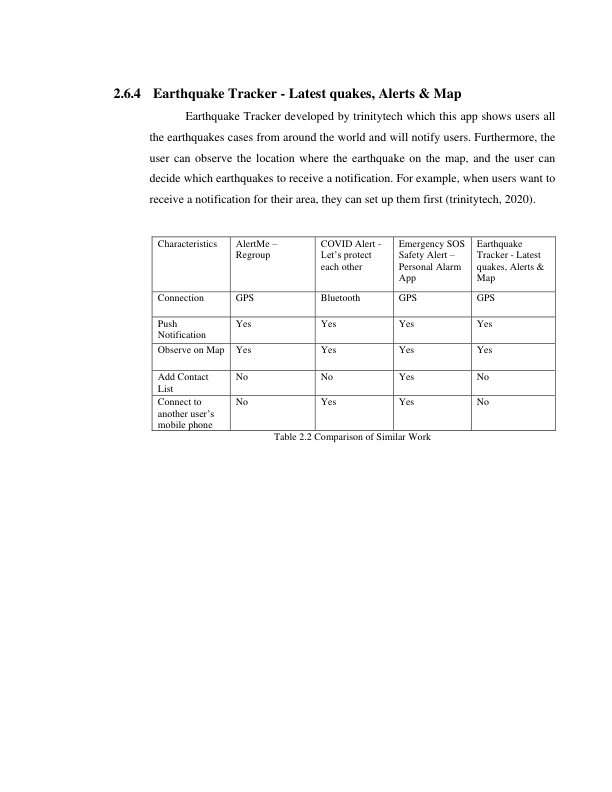 2.6.4 Earthquake Tracker - Latest quakes, Alerts & Map
Earthquake Tracker developed by trinitytech which this app shows users all
the earthquakes cases from around the world and will notify users. Furthermore, the
user can observe the location where the earthquake on the map, and the user can
decide which earthquakes to receive a notification. For example, when users want to
receive a notification for their area, they can set up them first (trinitytech, 2020).
Characteristics
AlertMe –
Regroup
COVID Alert -
Let's protect
each other
Emergency SOS
Safety Alert –
Personal Alarm
App
Earthquake
Tracker - Latest
quakes, Alerts &
Map
Connection
GPS
Bluetooth
GPS
GPS
Push
Notification
Yes
Yes
Yes
Yes
Observe on Map
Yes
Yes
Yes
Yes
Add Contact
List
No
No
Yes
No
Connect to
another user's
mobile phone
No
Yes
Yes
No
Table 2.2 Comparison of Similar Work